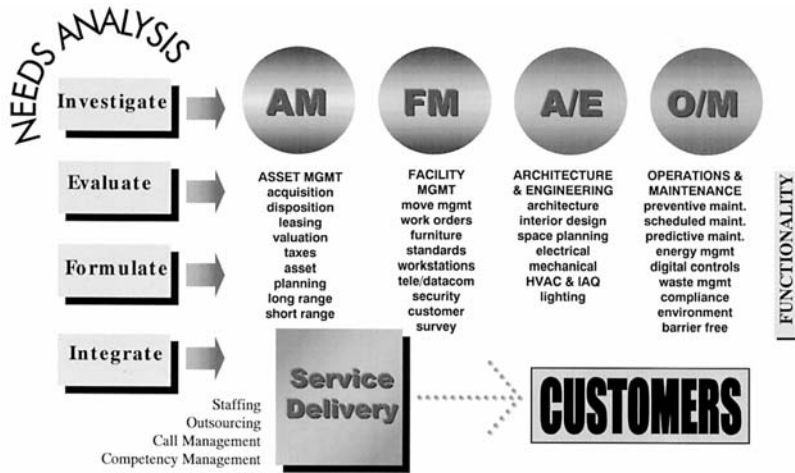 NEEDS ANALYSIS
Investigate
Evaluate
Formulate
Integrate
AM
FM
A/E
O/M
ASSET MGMT
acquisition
disposition
leasing
valuation
taxes
asset
planning
long range
short range
FACILITY
MGMT
move mgmt
work orders
furniture
standards
workstations
tele/datacom
security
customer
survey
ARCHITECTURE
& ENGINEERING
architecture
interior design
space planning
electrical
mechanical
HVAC & IAQ
lighting
OPERATIONS &
MAINTENANCE
preventive maint.
scheduled maint.
predictive maint.
energy mgmt
digital controls
waste mgmt
compliance
environment
barrier free
FUNCTIONALITY
Staffing
Outsourcing
Call Management
Competency Management
Service
Delivery
CUSTOMERS